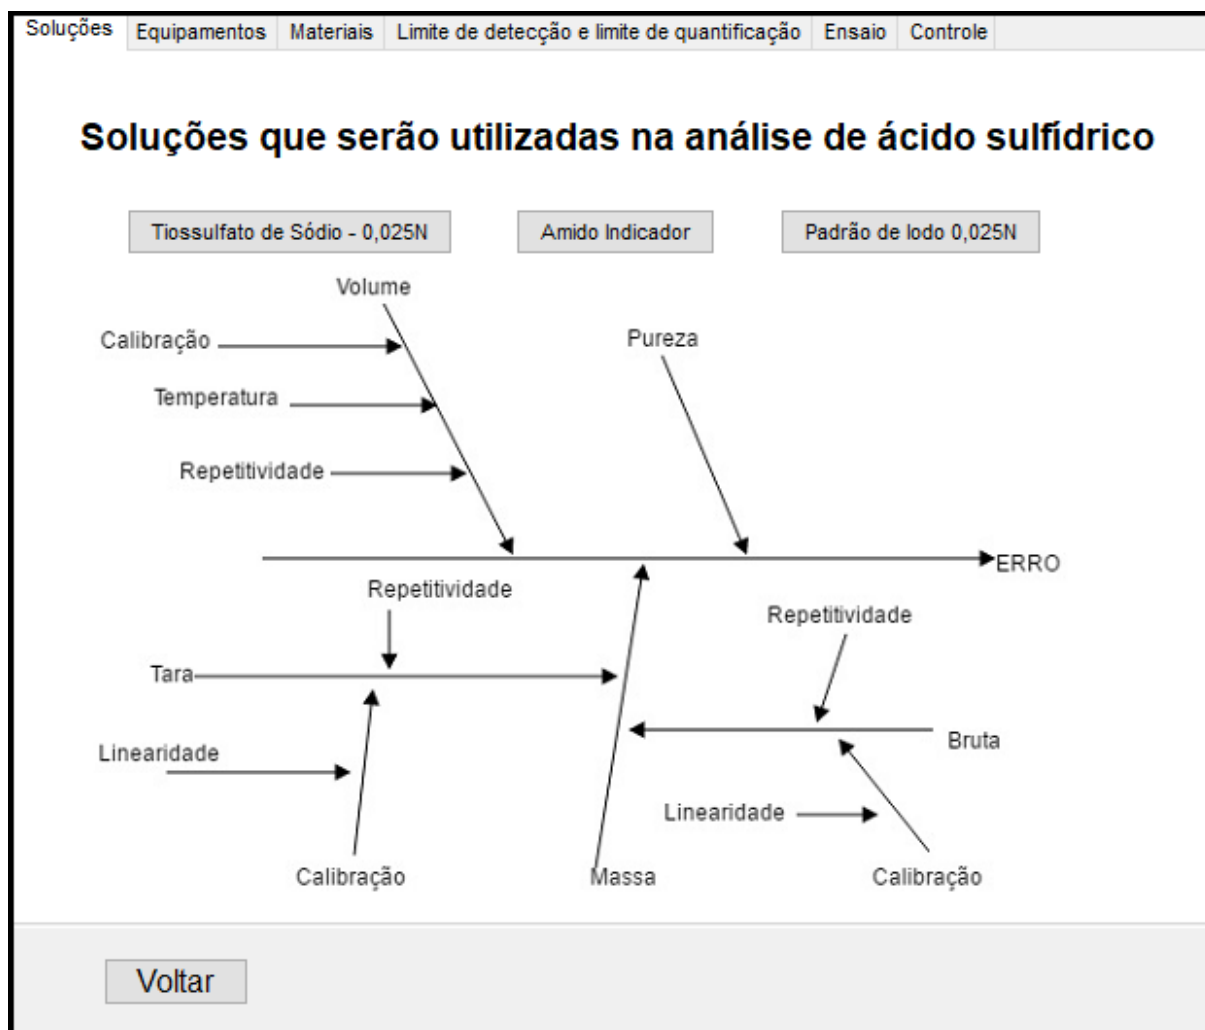 Soluções Equipamentos Materiais Limite de detecção e limite de quantificação Ensaio Controle
Soluções que serão utilizadas na análise de ácido sulfídrico
Tiossulfato de Sódio - 0,025N Amido Indicador Padrão de Iodo 0,025N
Volume
Calibração
Pureza
Temperatura
Repetitividade
ERRO
Repetitividade
Repetitividade
Tara
Bruta
Linearidade
Linearidade
Calibração Massa Calibração
Voltar